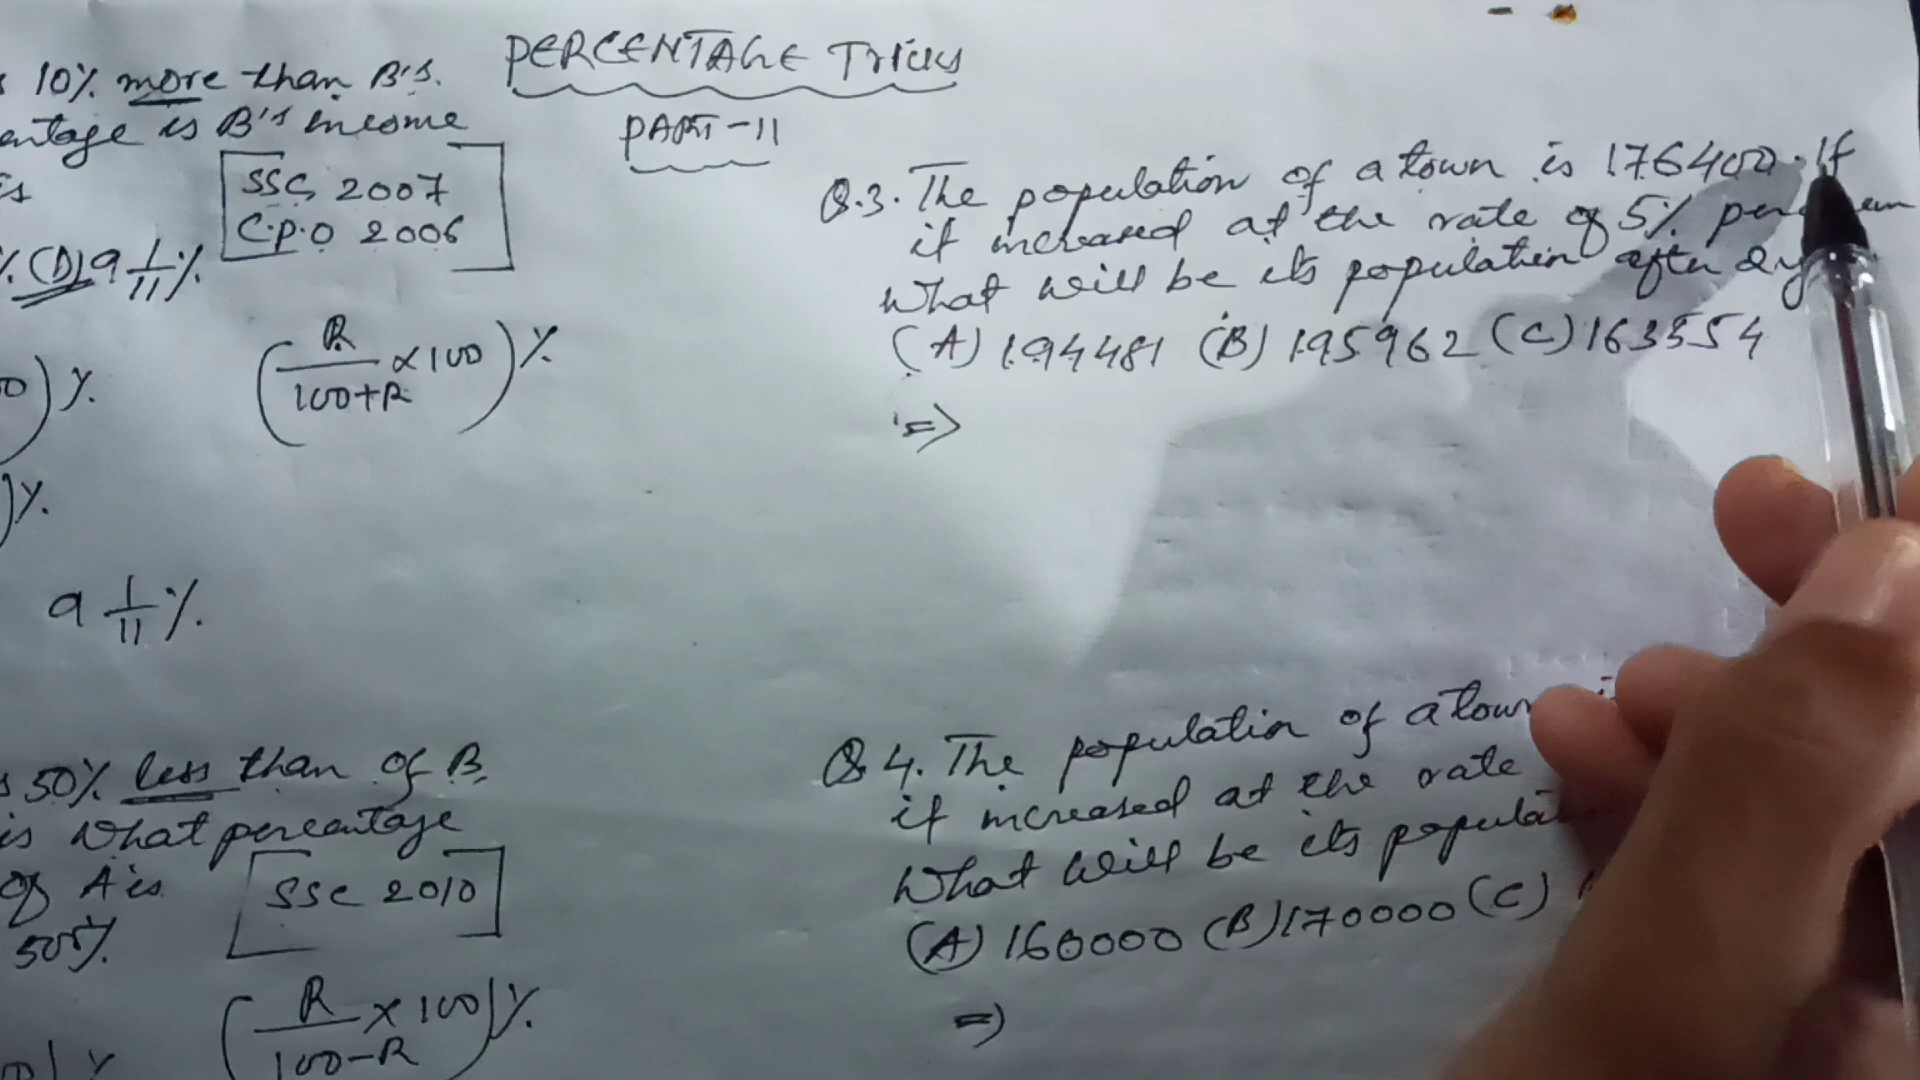 PERCENTAGE Tricks
PART-II
10% more than B's.
entage is B's income
is
SSC 2007
C.P.O 2006
%. (D) 9 1/11 %.
) %.
(R/100+R × 100) %
) %.
9 1/11 %.
50% less than of B,
is what percentage
of A is
SSC 2010
50%.
(R/100-R × 100) %.
Q.3. The population of a town is 176400. If
it increased at the rate of 5% per
What will be its population after 2 y
(A) 194481 (B) 195962 (C) 163554
=>
Q4. The population of a town
it increased at the rate
What will be its populati
(A) 160000 (B) 170000 (C)
=>